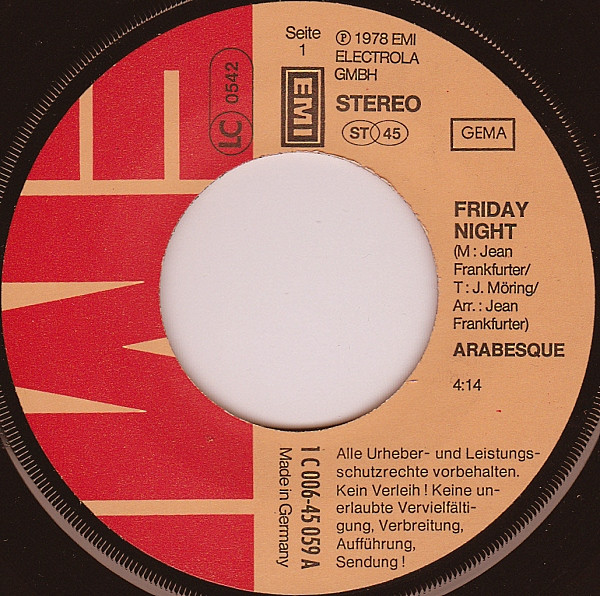 Seite
1
℗ 1978 EMI
ELECTROLA
GMBH
LC 0542
EMI
STEREO
ST 45
GEMA
FRIDAY
NIGHT
(M : Jean
Frankfurter/
T : J. Möring/
Arr. : Jean
Frankfurter)
ARABESQUE
4:14
1 C 006-45 059 A
Made in Germany
Alle Urheber- und Leistungs-
schutzrechte vorbehalten.
Kein Verleih ! Keine un-
erlaubte Vervielfälti-
gung, Verbreitung,
Aufführung,
Sendung !
EMI